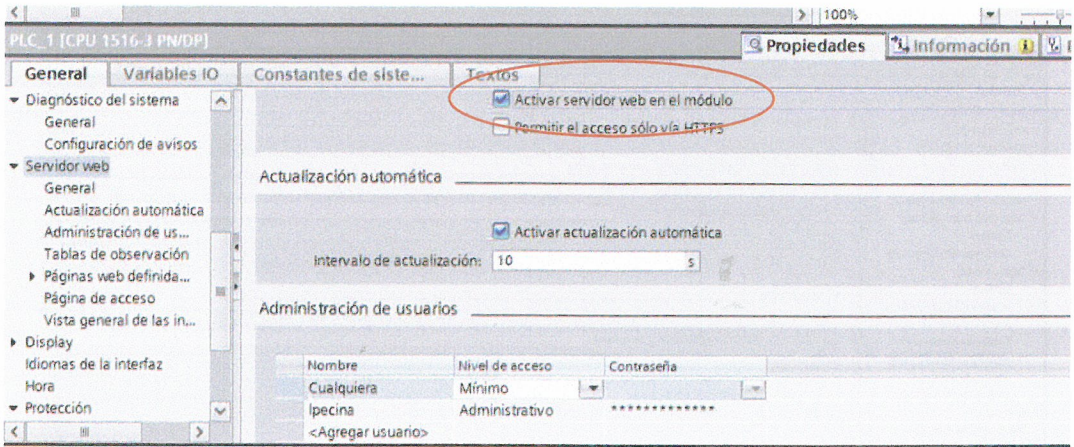 100%
PLC_1 [CPU 1516-3 PN/DP]
Propiedades Información
General Variables IO Constantes de siste... Textos
Diagnóstico del sistema
General
Configuración de avisos
Servidor web
General
Actualización automática
Administración de us...
Tablas de observación
Páginas web definida...
Página de acceso
Vista general de las in...
Display
Idiomas de la interfaz
Hora
Protección
Activar servidor web en el módulo
Permitir el acceso sólo vía HTTPS
Actualización automática
Activar actualización automática
Intervalo de actualización: 10 s
Administración de usuarios
Nombre Nivel de acceso Contraseña
Cualquiera Mínimo
lpecina Administrativo *************
<Agregar usuario>